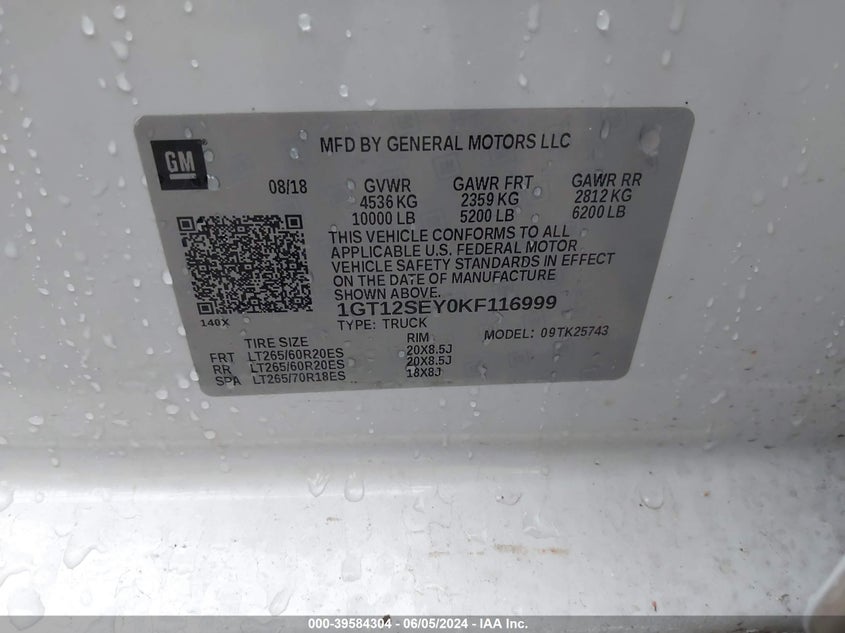 GM
MFD BY GENERAL MOTORS LLC
08/18 GVWR GAWR FRT GAWR RR
4536 KG 2359 KG 2812 KG
10000 LB 5200 LB 6200 LB
THIS VEHICLE CONFORMS TO ALL
APPLICABLE U.S. FEDERAL MOTOR
VEHICLE SAFETY STANDARDS IN EFFECT
ON THE DATE OF MANUFACTURE
SHOWN ABOVE.
140X
1GT12SEY0KF116999
TYPE: TRUCK MODEL: 09TK25743
TIRE SIZE RIM
FRT LT265/60R20ES 20X8.5J
RR LT265/60R20ES 20X8.5J
SPA LT265/70R18ES 18X8J
000-39584304 / 06/05/2024 - IAA Inc.